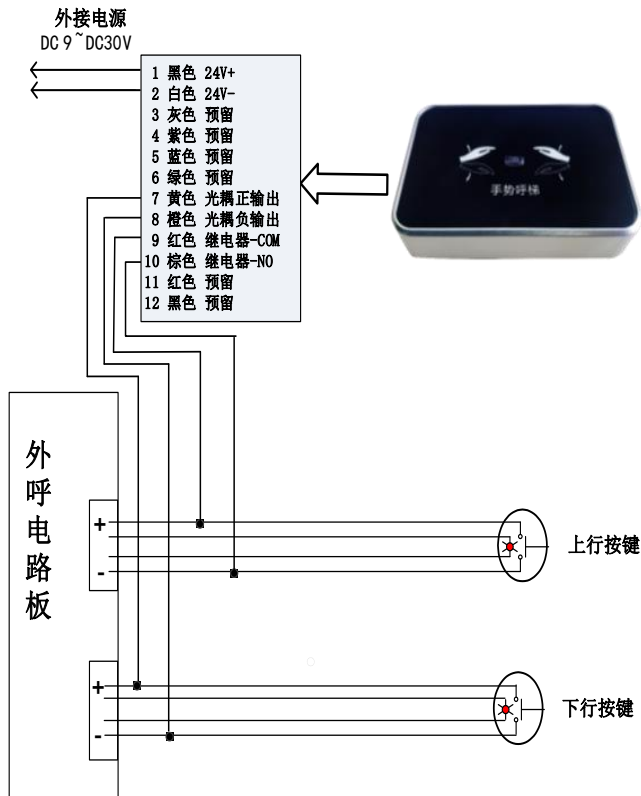 外接电源
DC 9~DC30V
1 黑色 24V+
2 白色 24V-
3 灰色 预留
4 紫色 预留
5 蓝色 预留
6 绿色 预留
7 黄色 光耦正输出
8 橙色 光耦负输出
9 红色 继电器-COM
10 棕色 继电器-NO
11 红色 预留
12 黑色 预留
手势呼梯
外呼电路板
+
-
上行按键
+
-
下行按键